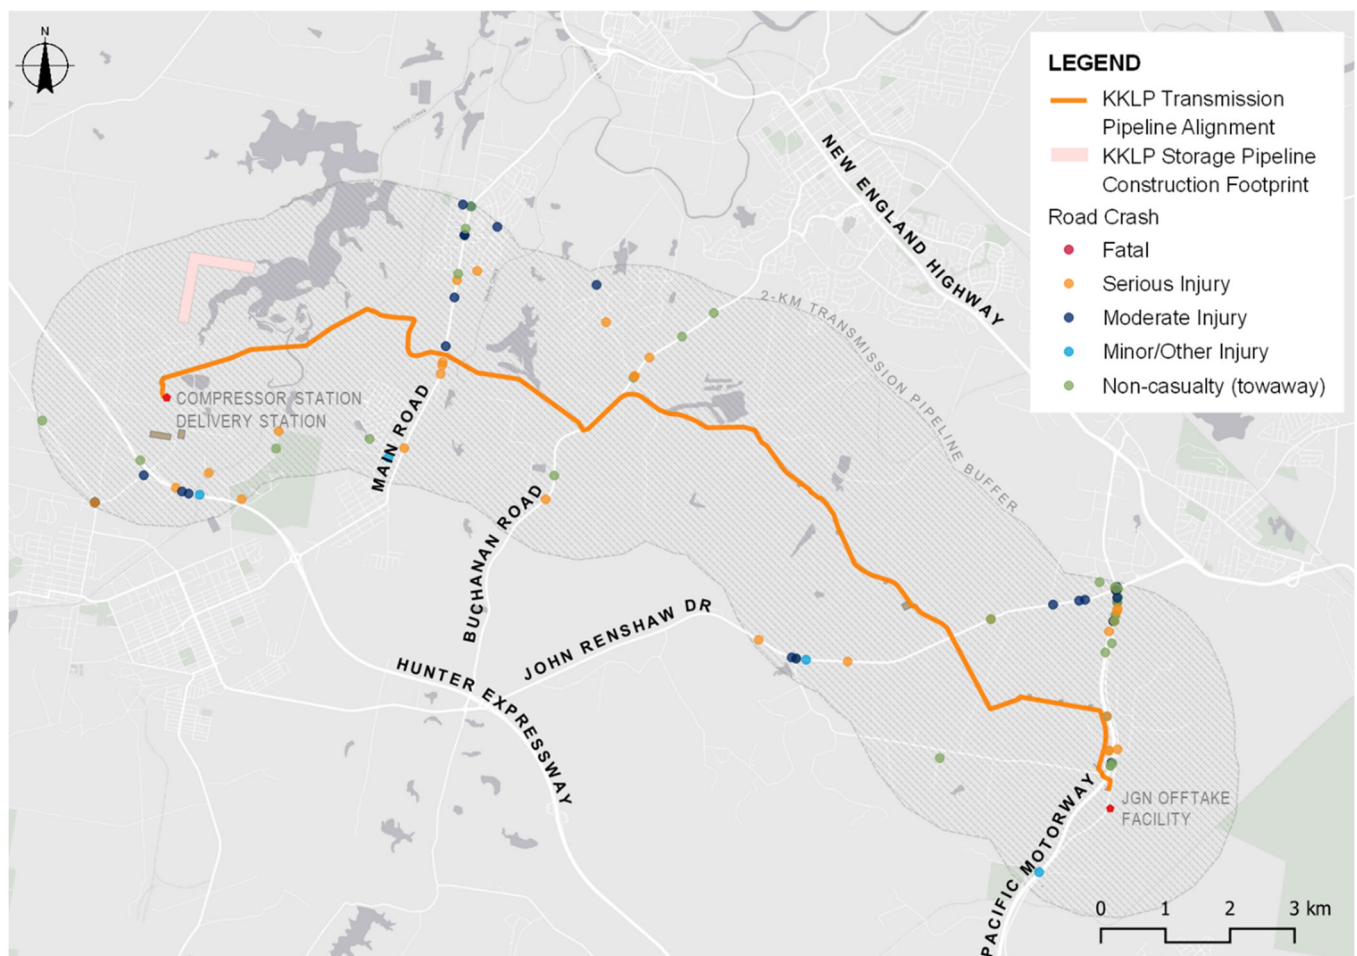 N
LEGEND
KKLP Transmission
Pipeline Alignment
KKLP Storage Pipeline
Construction Footprint
Road Crash
Fatal
Serious Injury
Moderate Injury
Minor/Other Injury
Non-casualty (towaway)
NEW ENGLAND HIGHWAY
2-KM TRANSMISSION PIPELINE BUFFER
COMPRESSOR STATION
DELIVERY STATION
MAIN ROAD
BUCHANAN ROAD
JOHN RENSHAW DR
HUNTER EXPRESSWAY
JGN OFFTAKE
FACILITY
PACIFIC MOTORWAY
0 1 2 3 km